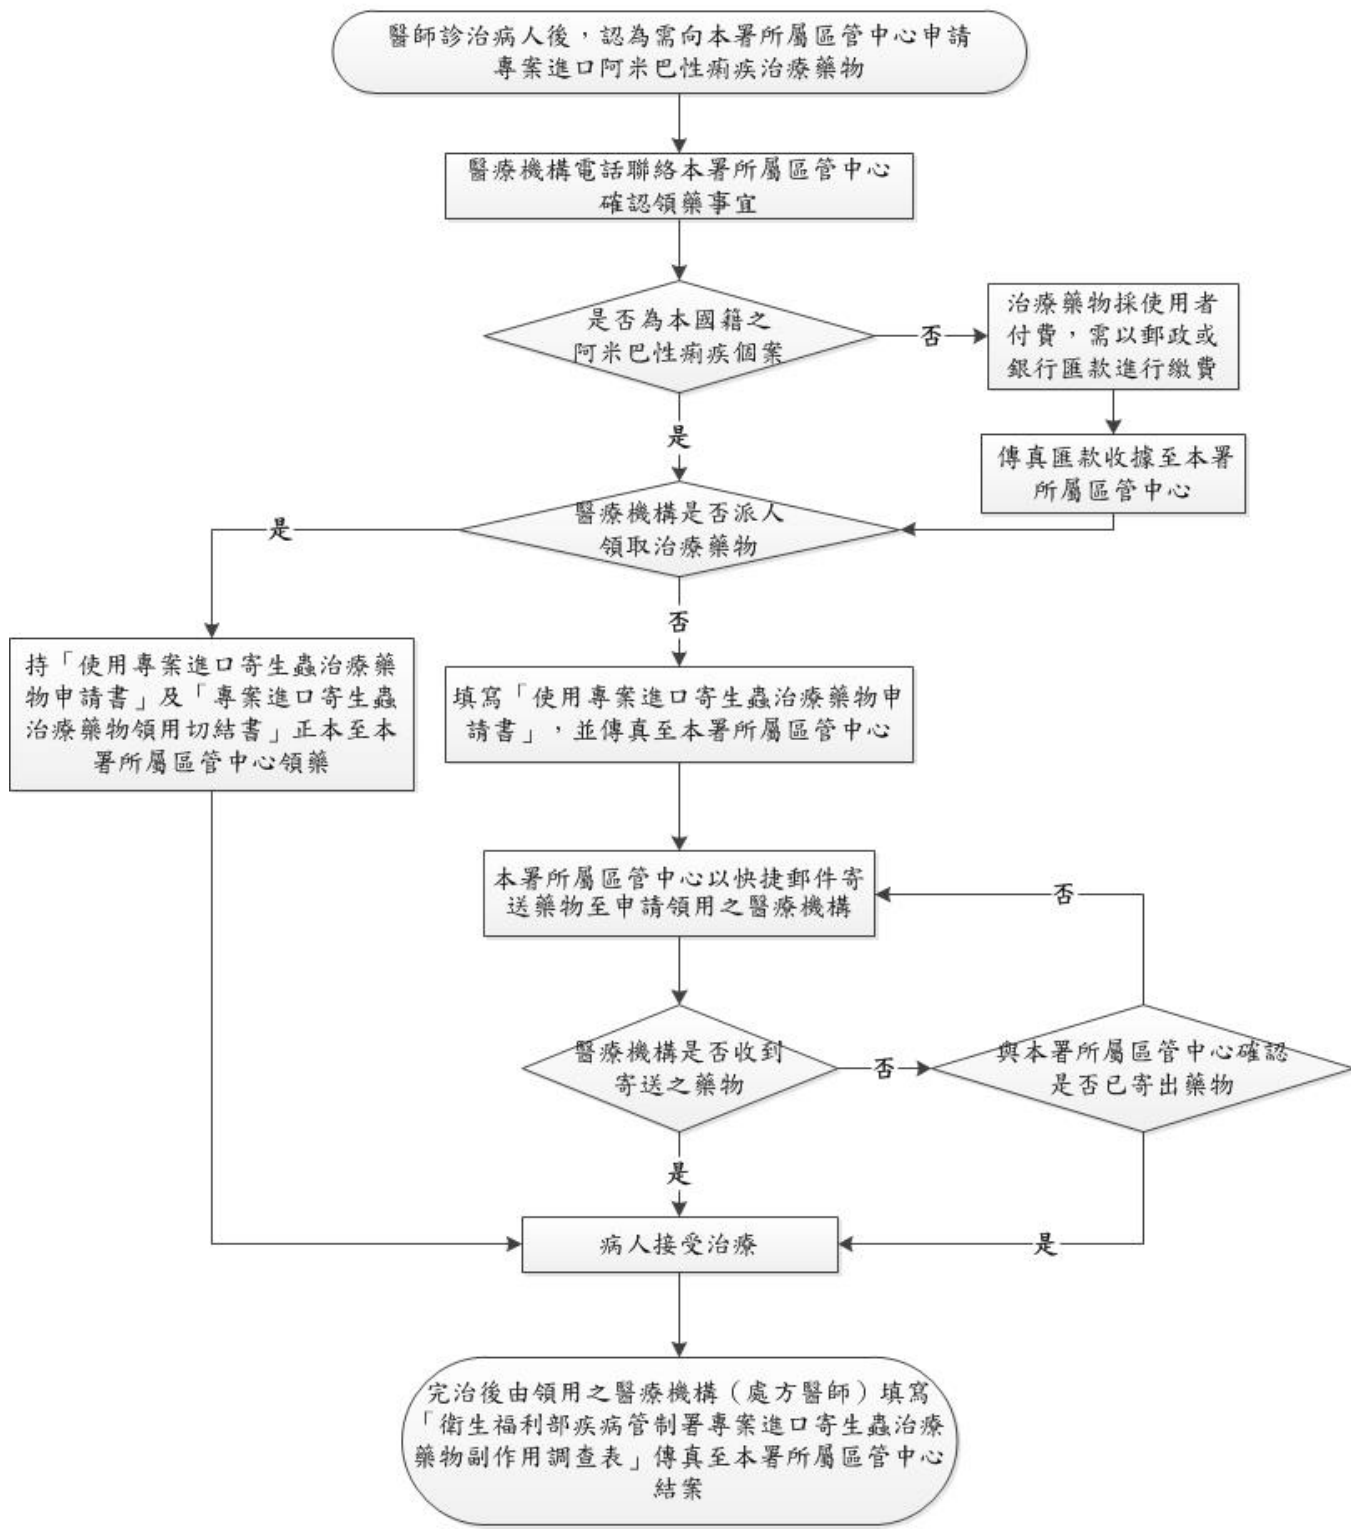 醫師診治病人後，認為需向本署所屬區管中心申請
專案進口阿米巴性痢疾治療藥物
醫療機構電話聯絡本署所屬區管中心
確認領藥事宜
是否為本國籍之
阿米巴性痢疾個案
否
治療藥物採使用者
付費，需以郵政或
銀行匯款進行繳費
是
傳真匯款收據至本署
所屬區管中心
醫療機構是否派人
領取治療藥物
是
否
持「使用專案進口寄生蟲治療藥
物申請書」及「專案進口寄生蟲
治療藥物領用切結書」正本至本
署所屬區管中心領藥
填寫「使用專案進口寄生蟲治療藥物申
請書」，並傳真至本署所屬區管中心
本署所屬區管中心以快捷郵件寄
送藥物至申請領用之醫療機構
否
醫療機構是否收到
寄送之藥物
否
與本署所屬區管中心確認
是否已寄出藥物
是
病人接受治療
是
完治後由領用之醫療機構（處方醫師）填寫
「衛生福利部疾病管制署專案進口寄生蟲治療
藥物副作用調查表」傳真至本署所屬區管中心
結案